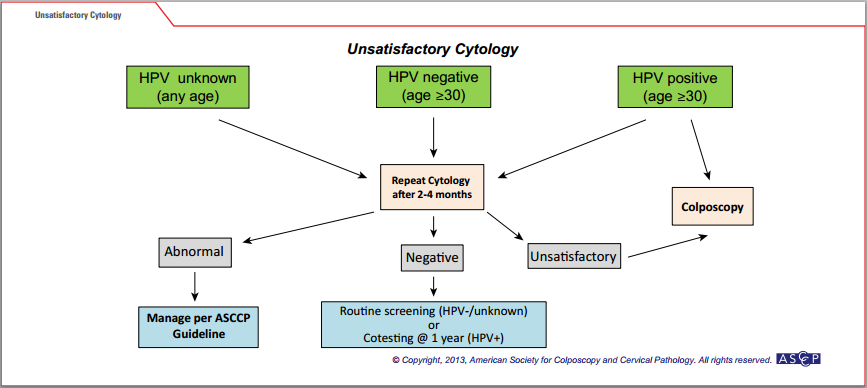 Unsatisfactory Cytology
Unsatisfactory Cytology
HPV unknown
(any age)
HPV negative
(age ≥30)
HPV positive
(age ≥30)
Repeat Cytology
after 2-4 months
Colposcopy
Abnormal
Negative
Unsatisfactory
Manage per ASCCP
Guideline
Routine screening (HPV-/unknown)
or
Cotesting @ 1 year (HPV+)
© Copyright, 2013, American Society for Colposcopy and Cervical Pathology. All rights reserved.
ASCCP